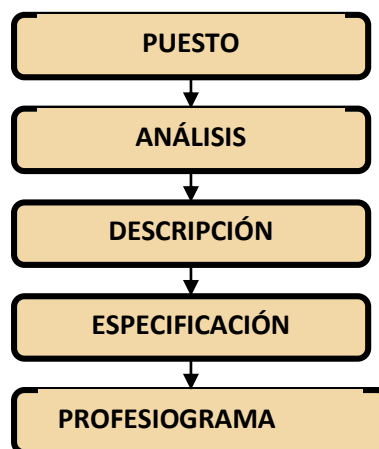 PUESTO
ANÁLISIS
DESCRIPCIÓN
ESPECIFICACIÓN
PROFESIOGRAMA